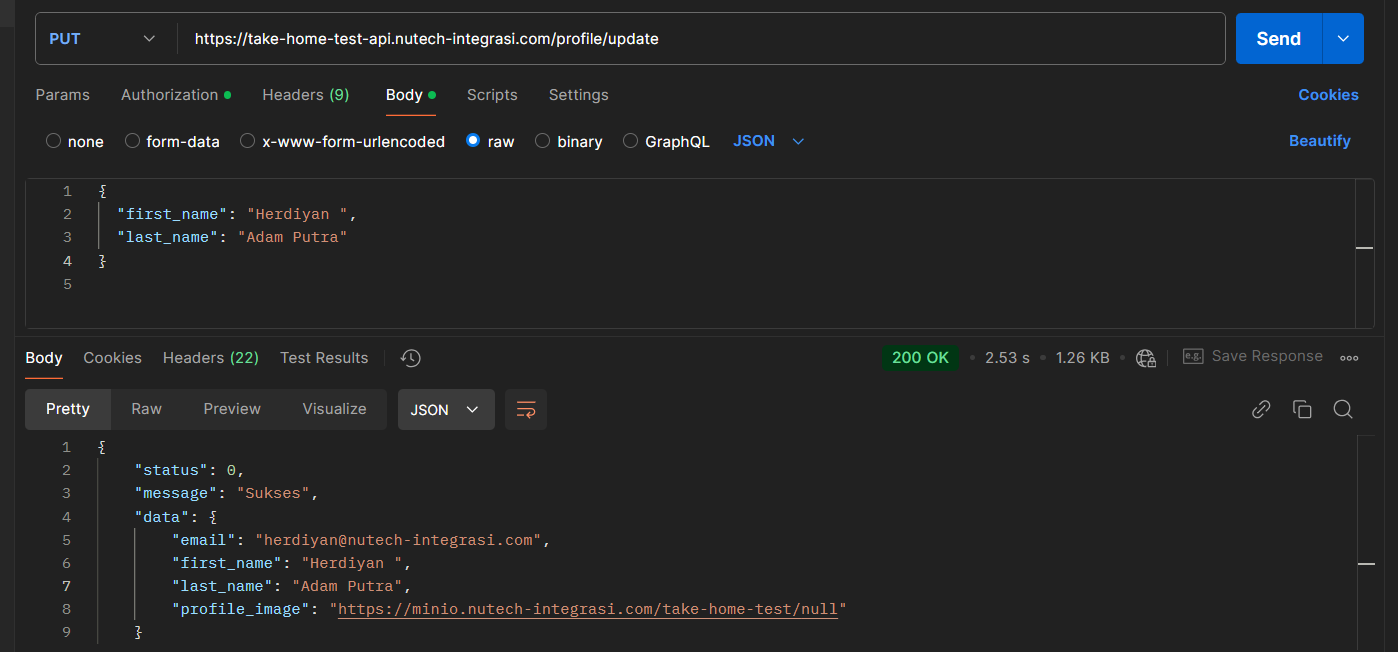 PUT https://take-home-test-api.nutech-integrasi.com/profile/update Send
Params Authorization Headers (9) Body Scripts Settings Cookies
none form-data x-www-form-urlencoded raw binary GraphQL JSON Beautify
1 {
2 "first_name": "Herdiyan ",
3 "last_name": "Adam Putra"
4 }
5
Body Cookies Headers (22) Test Results 200 OK • 2.53 s • 1.26 KB • e.g. Save Response
Pretty Raw Preview Visualize JSON
1 {
2 "status": 0,
3 "message": "Sukses",
4 "data": {
5 "email": "herdiyan@nutech-integrasi.com",
6 "first_name": "Herdiyan ",
7 "last_name": "Adam Putra",
8 "profile_image": "https://minio.nutech-integrasi.com/take-home-test/null"
9 }